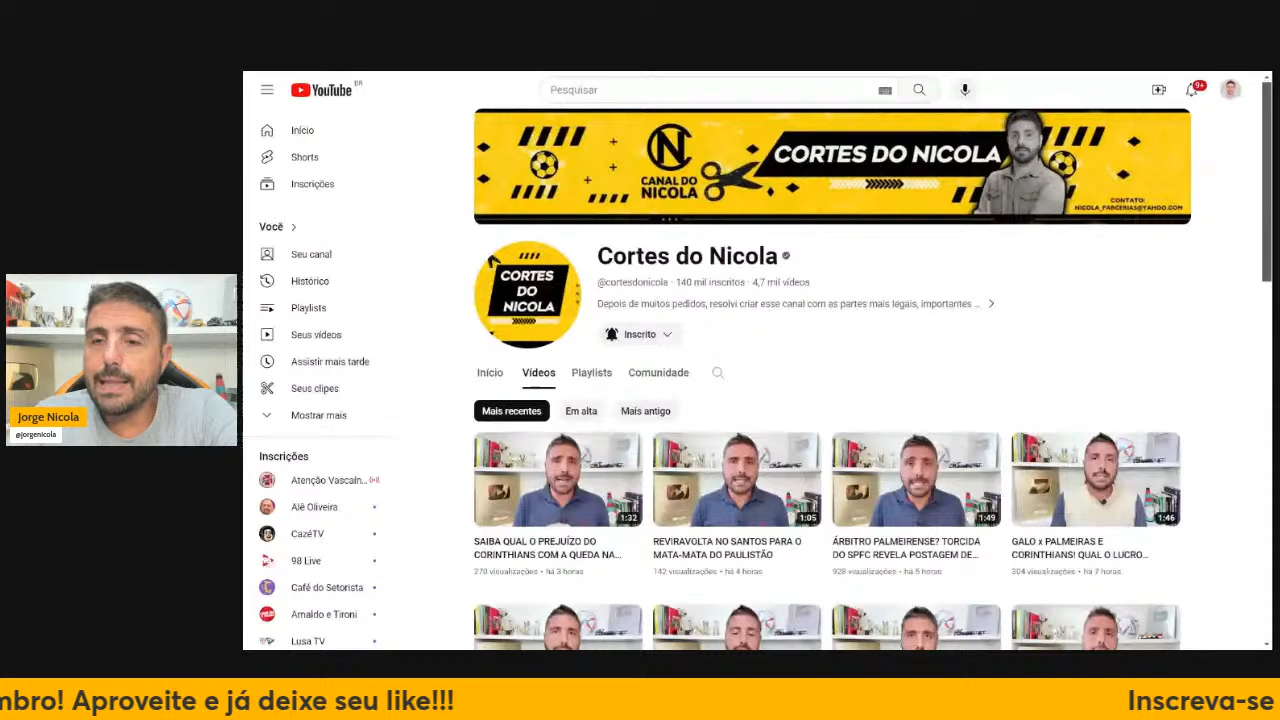 YouTube BR
Pesquisar
9+
Início
Shorts
Inscrições
Você
Seu canal
Histórico
Playlists
Seus vídeos
Assistir mais tarde
Seus clipes
Mostrar mais
Inscrições
Atenção Vascaín...
Alê Oliveira
CazéTV
98 Live
Café do Setorista
Arnaldo e Tironi
Lusa TV
CANAL DO
NICOLA
CORTES DO NICOLA
CONTATO:
NICOLA_PARCERIAS@YAHOO.COM
CORTES
DO
NICOLA
Cortes do Nicola
@cortesdonicola · 140 mil inscritos · 4,7 mil vídeos
Depois de muitos pedidos, resolvi criar esse canal com as partes mais legais, importantes ...
Inscrito
Início Vídeos Playlists Comunidade
Mais recentes Em alta Mais antigo
1:32
SAIBA QUAL O PREJUÍZO DO
CORINTHIANS COM A QUEDA NA...
270 visualizações • há 3 horas
1:05
REVIRAVOLTA NO SANTOS PARA O
MATA-MATA DO PAULISTÃO
142 visualizações • há 4 horas
1:49
ÁRBITRO PALMEIRENSE? TORCIDA
DO SPFC REVELA POSTAGEM DE...
928 visualizações • há 5 horas
1:46
GALO x PALMEIRAS E
CORINTHIANS! QUAL O LUCRO...
304 visualizações • há 7 horas
Jorge Nicola
@jorgenicola
mbro! Aproveite e já deixe seu like!!! Inscreva-se